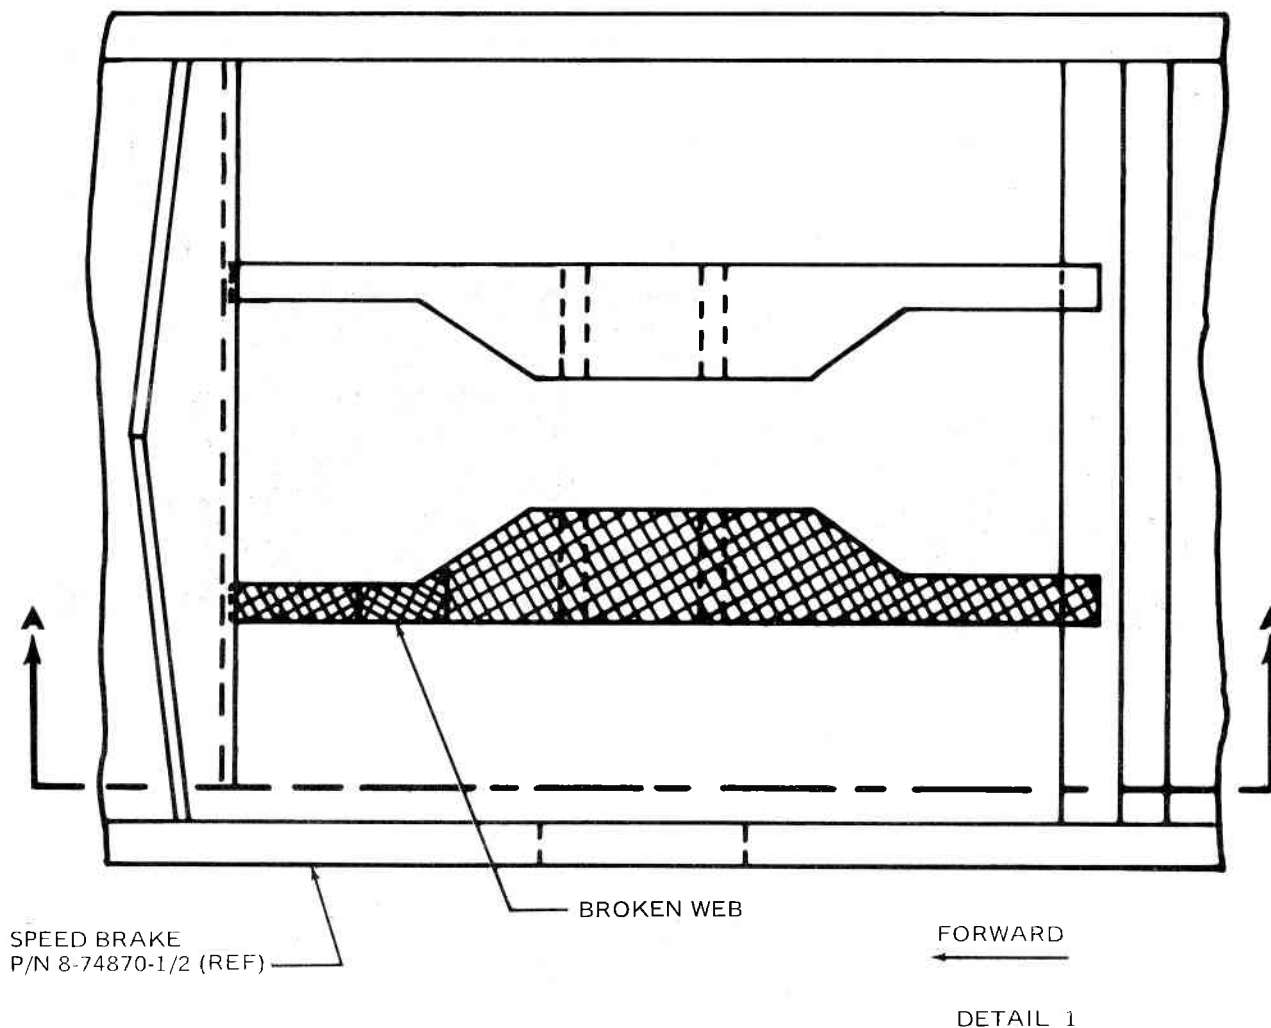 A
A
BROKEN WEB
SPEED BRAKE
P/N 8-74870-1/2 (REF)
FORWARD
DETAIL 1